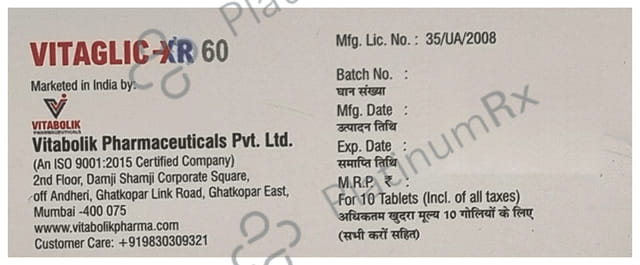 VITAGLIC-XR 60
Marketed in India by:
VITABOLIK
PHARMACEUTICALS
Vitabolik Pharmaceuticals Pvt. Ltd.
(An ISO 9001:2015 Certified Company)
2nd Floor, Damji Shamji Corporate Square,
off Andheri, Ghatkopar Link Road, Ghatkopar East,
Mumbai -400 075
www.vitabolikpharma.com
Customer Care: +919830309321
Mfg. Lic. No. : 35/UA/2008
Batch No. :
घान संख्या
Mfg. Date :
उत्पादन तिथि
Exp. Date :
समाप्ति तिथि
M.R.P. ₹ :
For 10 Tablets (Incl. of all taxes)
अधिकतम खुदरा मूल्य 10 गोलियों के लिए
(सभी करों सहित)
PlatinumRx